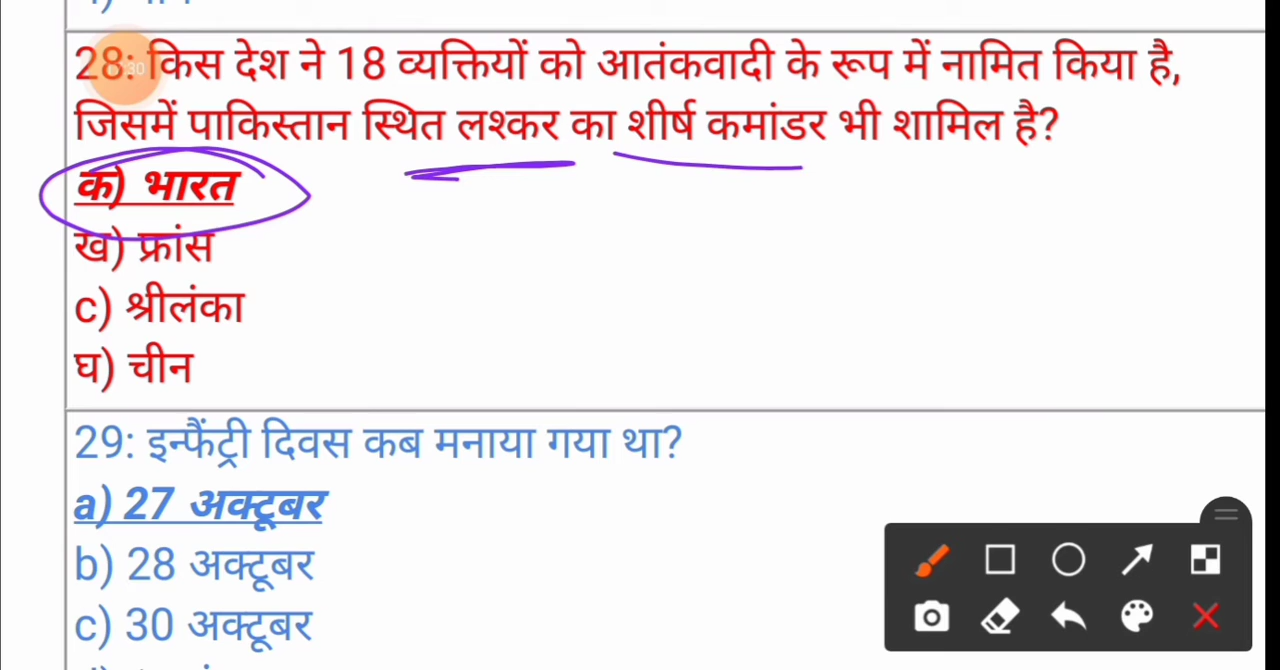 28: किस देश ने 18 व्यक्तियों को आतंकवादी के रूप में नामित किया है,
जिसमें पाकिस्तान स्थित लश्कर का शीर्ष कमांडर भी शामिल है?
क) भारत
ख) फ्रांस
c) श्रीलंका
घ) चीन
29: इन्फैंट्री दिवस कब मनाया गया था?
a) 27 अक्टूबर
b) 28 अक्टूबर
c) 30 अक्टूबर